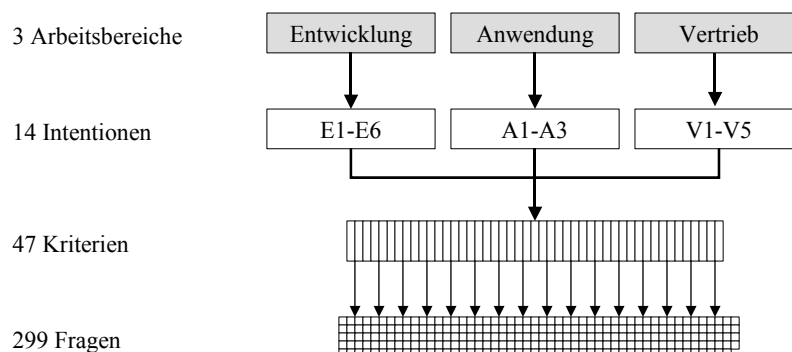 3 Arbeitsbereiche Entwicklung Anwendung Vertrieb
14 Intentionen E1-E6 A1-A3 V1-V5
47 Kriterien
299 Fragen